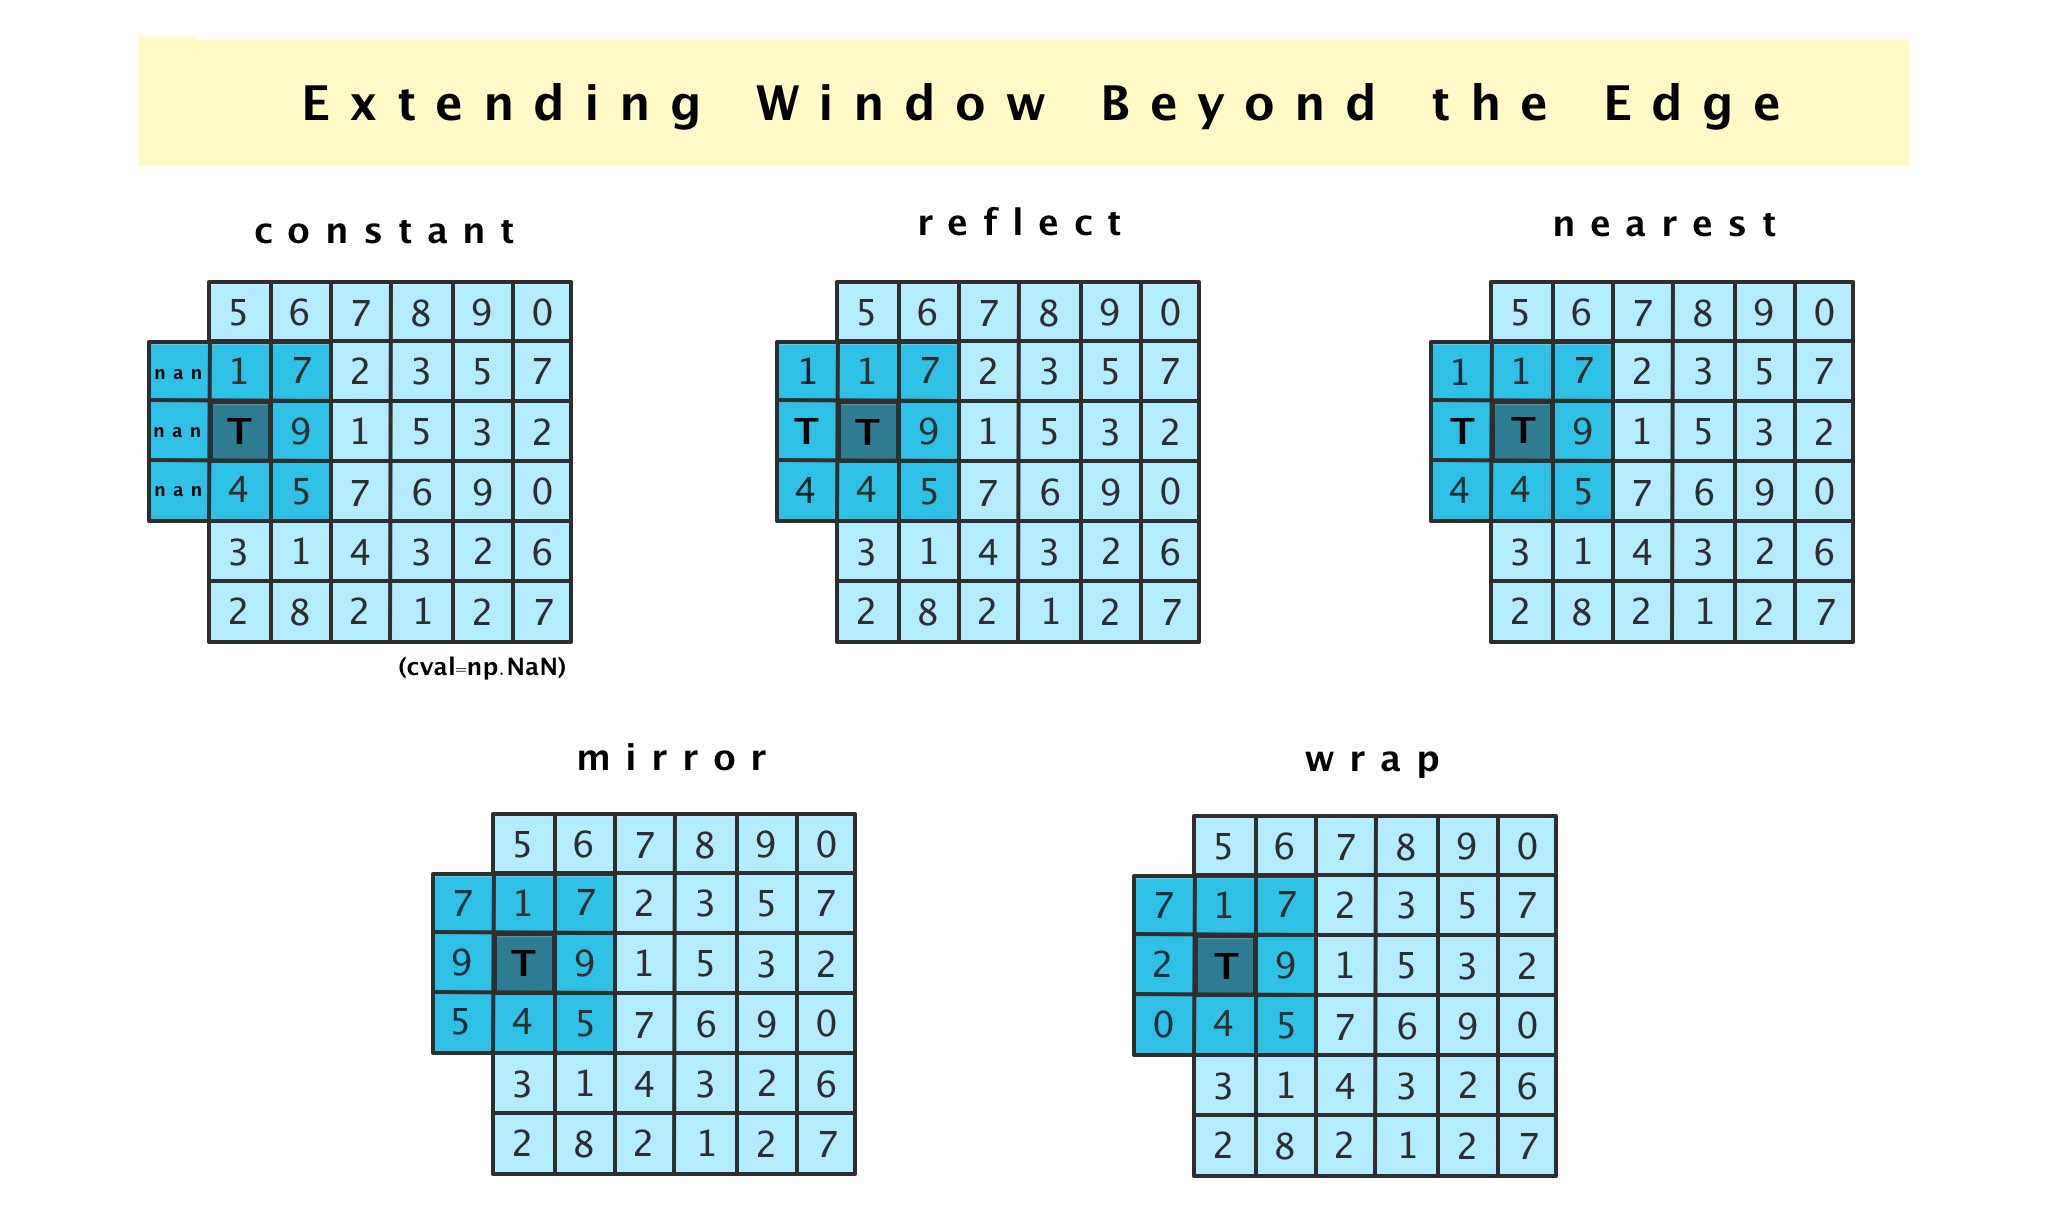 Extending Window Beyond the Edge
constant
reflect
nearest
5 6 7 8 9 0
nan 1 7 2 3 5 7
nan T 9 1 5 3 2
nan 4 5 7 6 9 0
3 1 4 3 2 6
2 8 2 1 2 7
(cval=np.NaN)
5 6 7 8 9 0
1 1 7 2 3 5 7
T T 9 1 5 3 2
4 4 5 7 6 9 0
3 1 4 3 2 6
2 8 2 1 2 7
5 6 7 8 9 0
1 1 7 2 3 5 7
T T 9 1 5 3 2
4 4 5 7 6 9 0
3 1 4 3 2 6
2 8 2 1 2 7
mirror
wrap
5 6 7 8 9 0
7 1 7 2 3 5 7
9 T 9 1 5 3 2
5 4 5 7 6 9 0
3 1 4 3 2 6
2 8 2 1 2 7
5 6 7 8 9 0
7 1 7 2 3 5 7
2 T 9 1 5 3 2
0 4 5 7 6 9 0
3 1 4 3 2 6
2 8 2 1 2 7